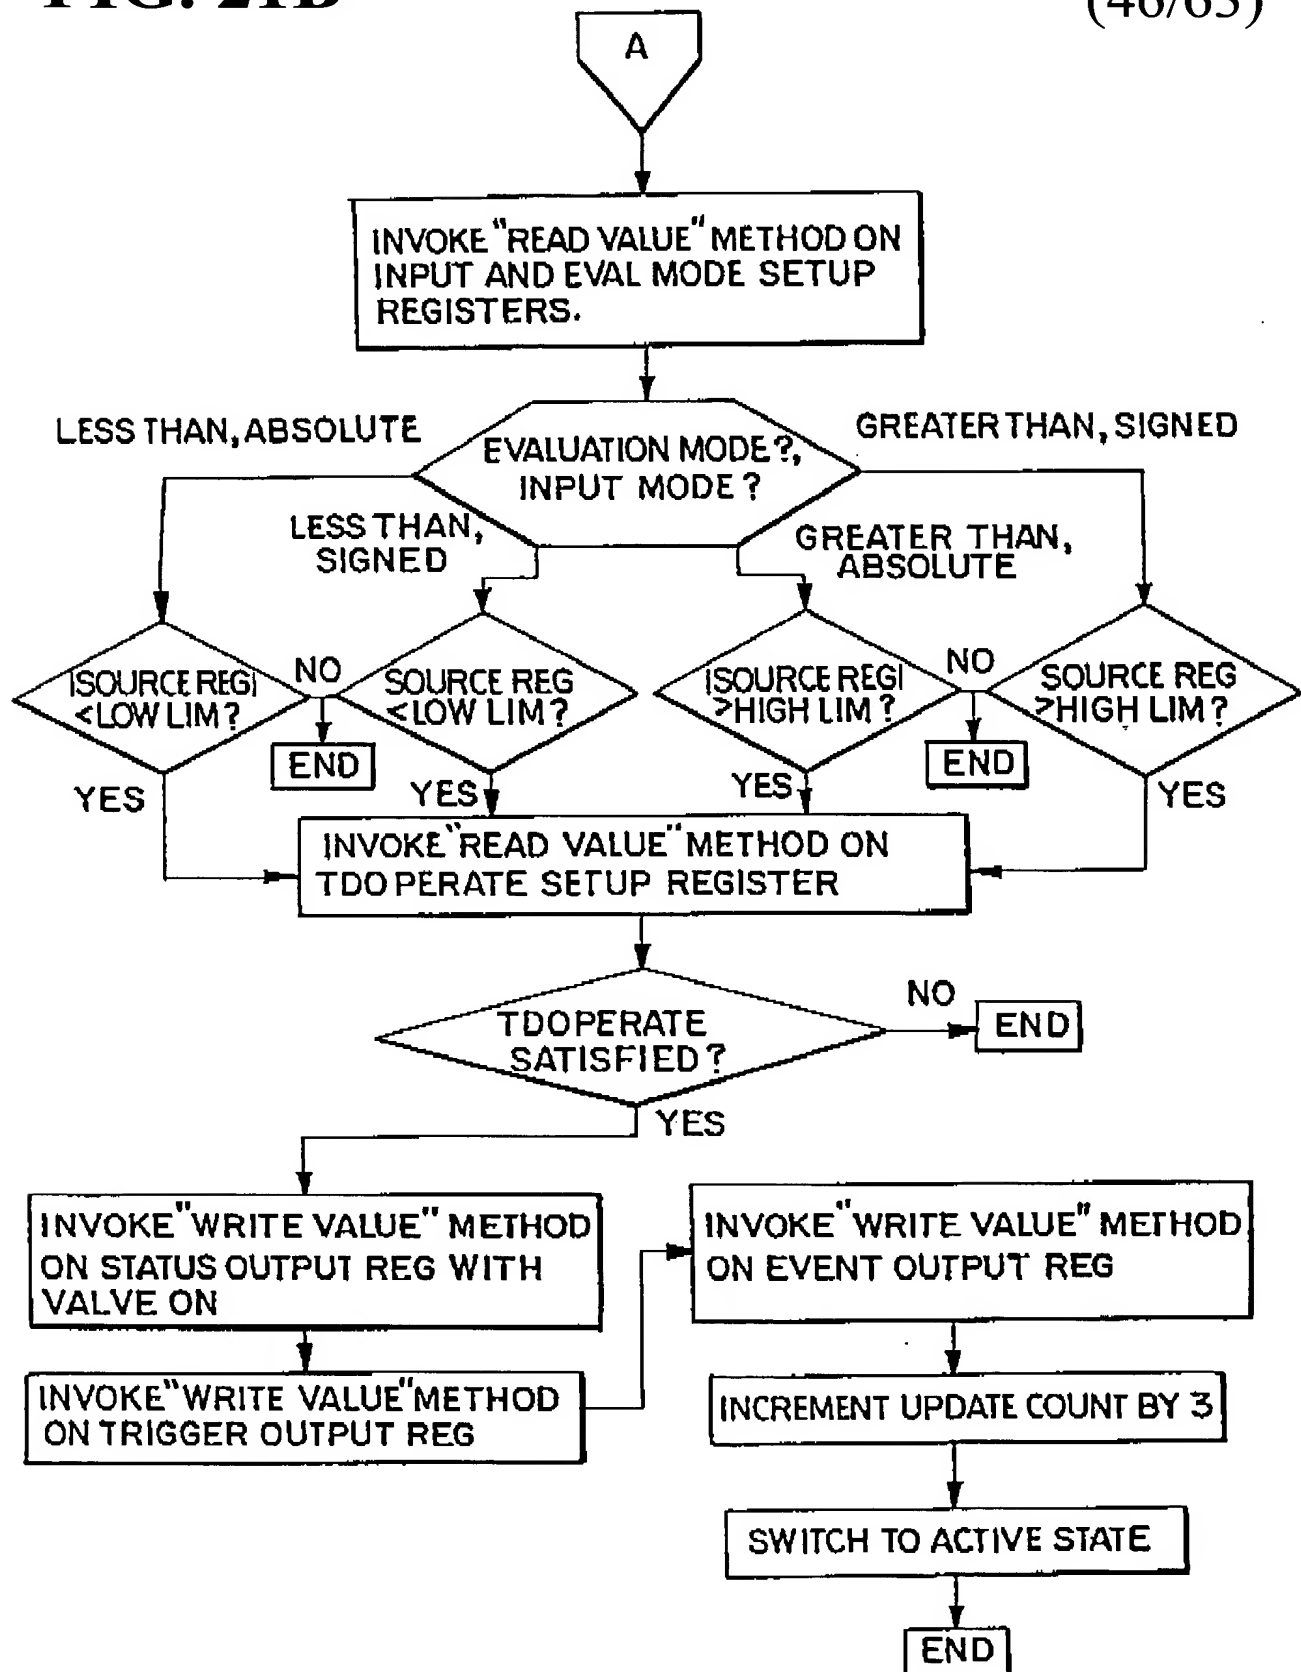 FIG. 21B
(46/65)
A
INVOKE "READ VALUE" METHOD ON
INPUT AND EVAL MODE SETUP
REGISTERS.
LESS THAN, ABSOLUTE
EVALUATION MODE?,
INPUT MODE?
GREATER THAN, SIGNED
LESS THAN,
SIGNED
GREATER THAN,
ABSOLUTE
|SOURCE REG|
<LOW LIM?
NO
SOURCE REG
<LOW LIM?
|SOURCE REG|
>HIGH LIM?
NO
SOURCE REG
>HIGH LIM?
END
END
YES
YES
YES
YES
INVOKE "READ VALUE" METHOD ON
TDOPERATE SETUP REGISTER
TDOPERATE
SATISFIED?
NO
END
YES
INVOKE "WRITE VALUE" METHOD
ON STATUS OUTPUT REG WITH
VALVE ON
INVOKE "WRITE VALUE" METHOD
ON TRIGGER OUTPUT REG
INVOKE "WRITE VALUE" METHOD
ON EVENT OUTPUT REG
INCREMENT UPDATE COUNT BY 3
SWITCH TO ACTIVE STATE
END